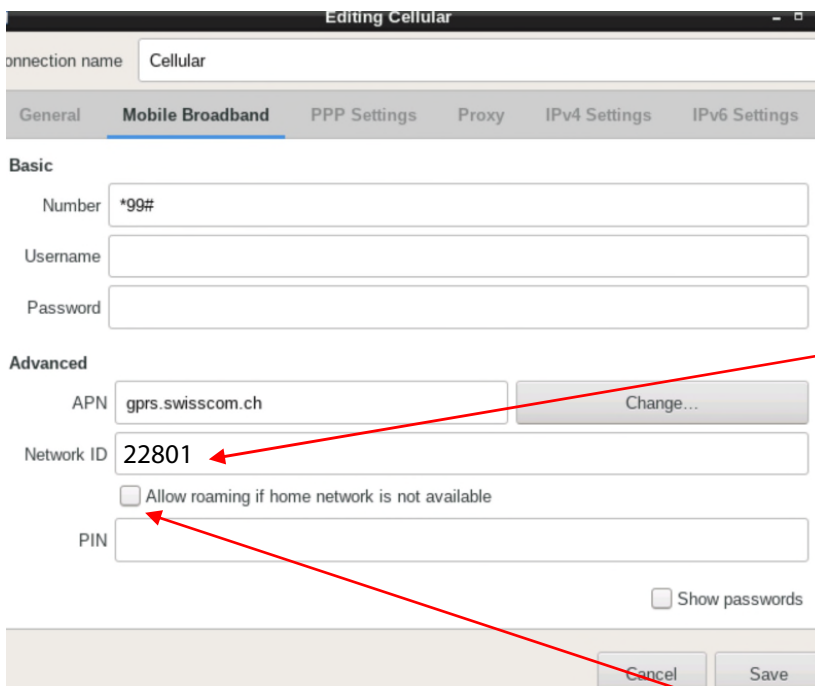 Editing Cellular
onnection name Cellular
General Mobile Broadband PPP Settings Proxy IPv4 Settings IPv6 Settings
Basic
Number *99#
Username
Password
Advanced
APN gprs.swisscom.ch Change...
Network ID 22801
Allow roaming if home network is not available
PIN
Show passwords
Cancel Save